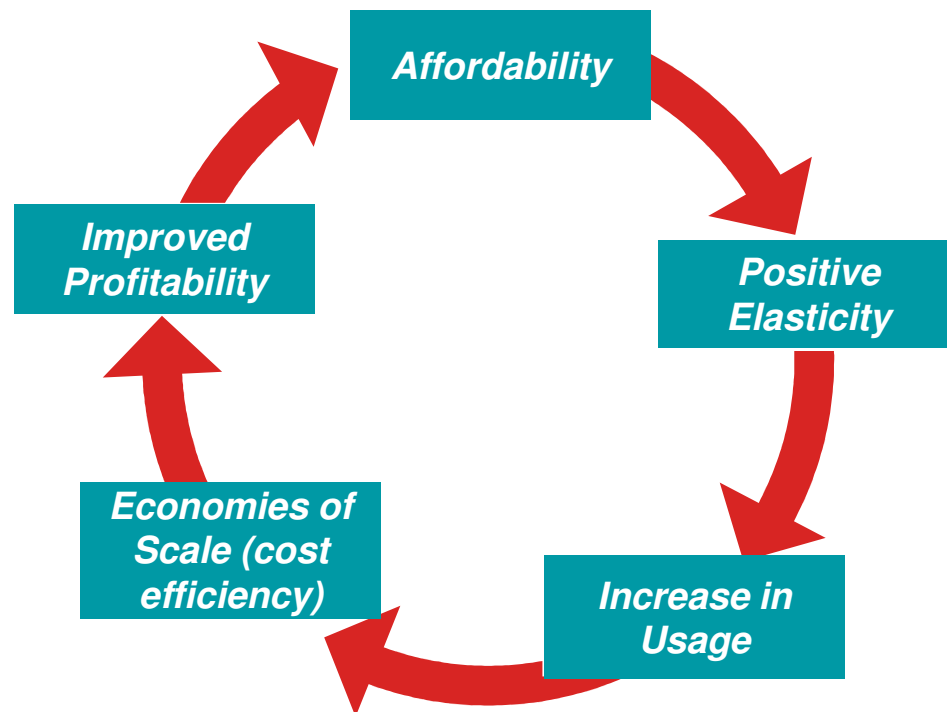 Affordability
Positive
Elasticity
Increase in
Usage
Economies of
Scale (cost
efficiency)
Improved
Profitability